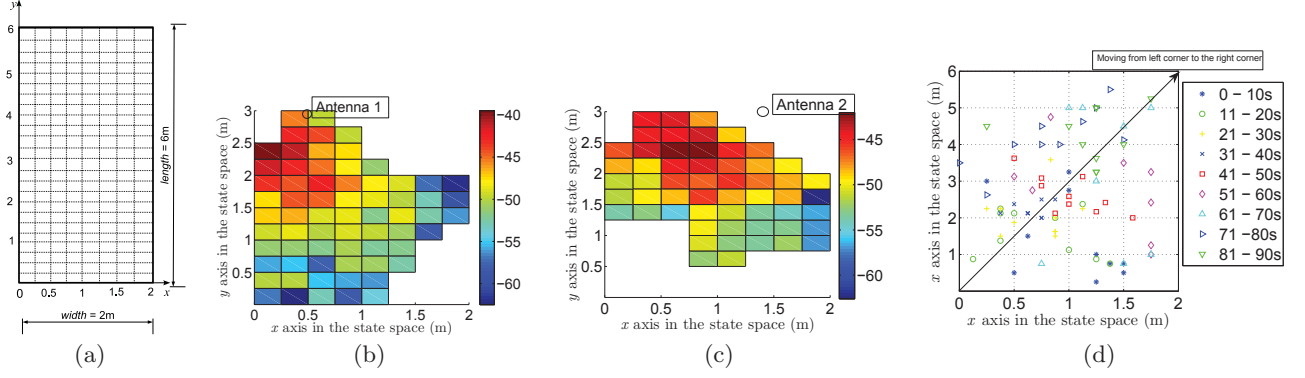 y
6
5
4
3
2
1
0
0 0.5 1 1.5 2 x
length = 6m
width = 2m
(a)
Antenna 1
y axis in the state space (m)
3
2.5
2
1.5
1
0.5
0 0.5 1 1.5 2
x axis in the state space (m)
−40
−45
−50
−55
−60
(b)
Antenna 2
y axis in the state space (m)
3
2.5
2
1.5
1
0.5
0 0.5 1 1.5 2
x axis in the state space (m)
−45
−50
−55
−60
(c)
Moving from left corner to the right corner
x axis in the state space (m)
6
5
4
3
2
1
0 0.5 1 1.5 2
x axis in the state space (m)
0 − 10s
11 − 20s
21 − 30s
31 − 40s
41 − 50s
51 − 60s
61 − 70s
71 −80s
81 − 90s
(d)